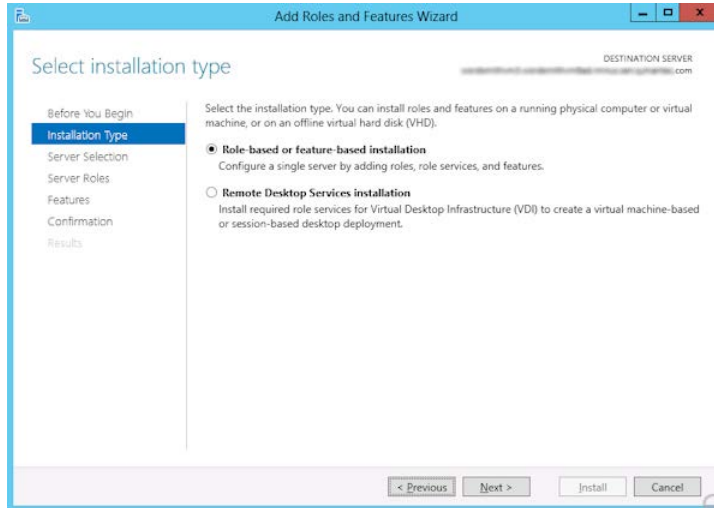 Add Roles and Features Wizard
Select installation type
DESTINATION SERVER
.com
Before You Begin
Installation Type
Server Selection
Server Roles
Features
Confirmation
Results
Select the installation type. You can install roles and features on a running physical computer or virtual
machine, or on an offline virtual hard disk (VHD).
Role-based or feature-based installation
Configure a single server by adding roles, role services, and features.
Remote Desktop Services installation
Install required role services for Virtual Desktop Infrastructure (VDI) to create a virtual machine-based
or session-based desktop deployment.
< Previous
Next >
Install
Cancel